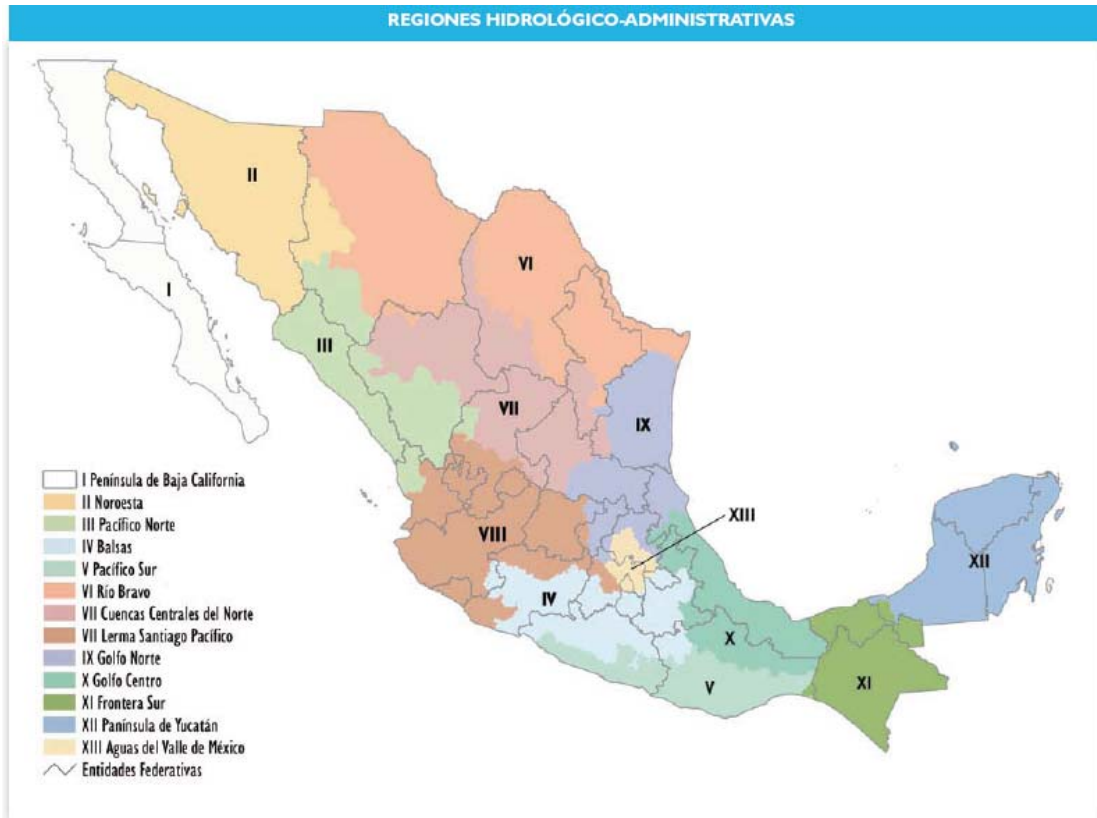 REGIONES HIDROLÓGICO-ADMINISTRATIVAS
II
I
VI
III
VII
IX
XIII
VIII
XII
IV
X
V
XI
I Península de Baja California
II Noroesta
III Pacífico Norte
IV Balsas
V Pacífico Sur
VI Río Bravo
VII Cuencas Centrales del Norte
VII Lerma Santiago Pacífico
IX Golfo Norte
X Golfo Centro
XI Frontera Sur
XII Panínsula de Yucatán
XIII Aguas del Valle de México
Entidades Federativas